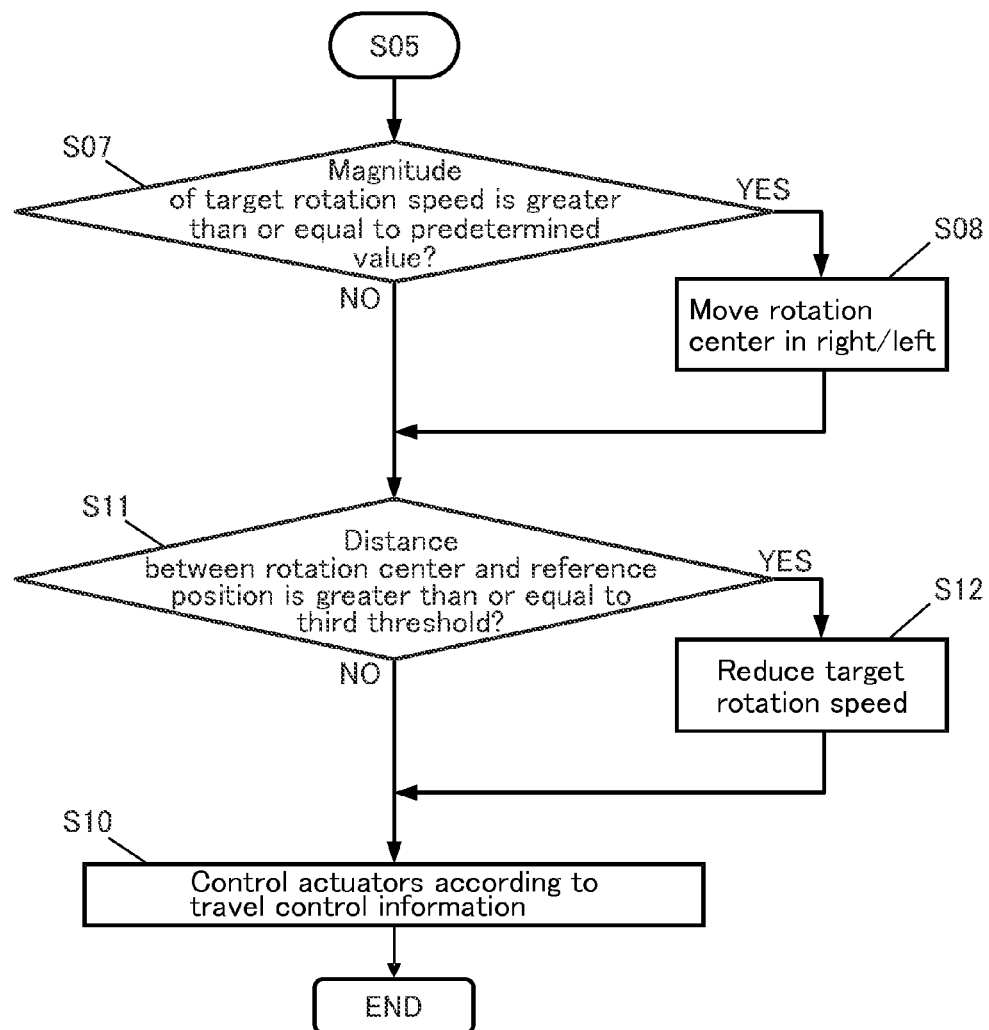 S05
S07
Magnitude
of target rotation speed is greater
than or equal to predetermined
value?
YES
NO
S08
Move rotation
center in right/left
S11
Distance
between rotation center and reference
position is greater than or equal to
third threshold?
YES
NO
S12
Reduce target
rotation speed
S10
Control actuators according to
travel control information
END